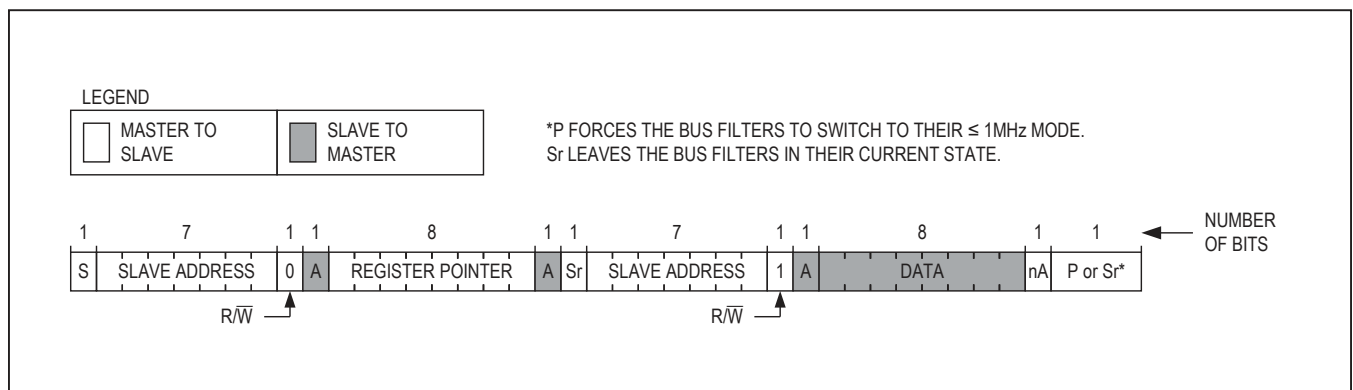 LEGEND
MASTER TO
SLAVE
SLAVE TO
MASTER
*P FORCES THE BUS FILTERS TO SWITCH TO THEIR ≤ 1MHz MODE.
Sr LEAVES THE BUS FILTERS IN THEIR CURRENT STATE.
1 7 1 1 8 1 1 7 1 1 8 1 1
NUMBER
OF BITS
S SLAVE ADDRESS 0 A REGISTER POINTER A Sr SLAVE ADDRESS 1 A DATA nA P or Sr*
R/W̅ R/W̅